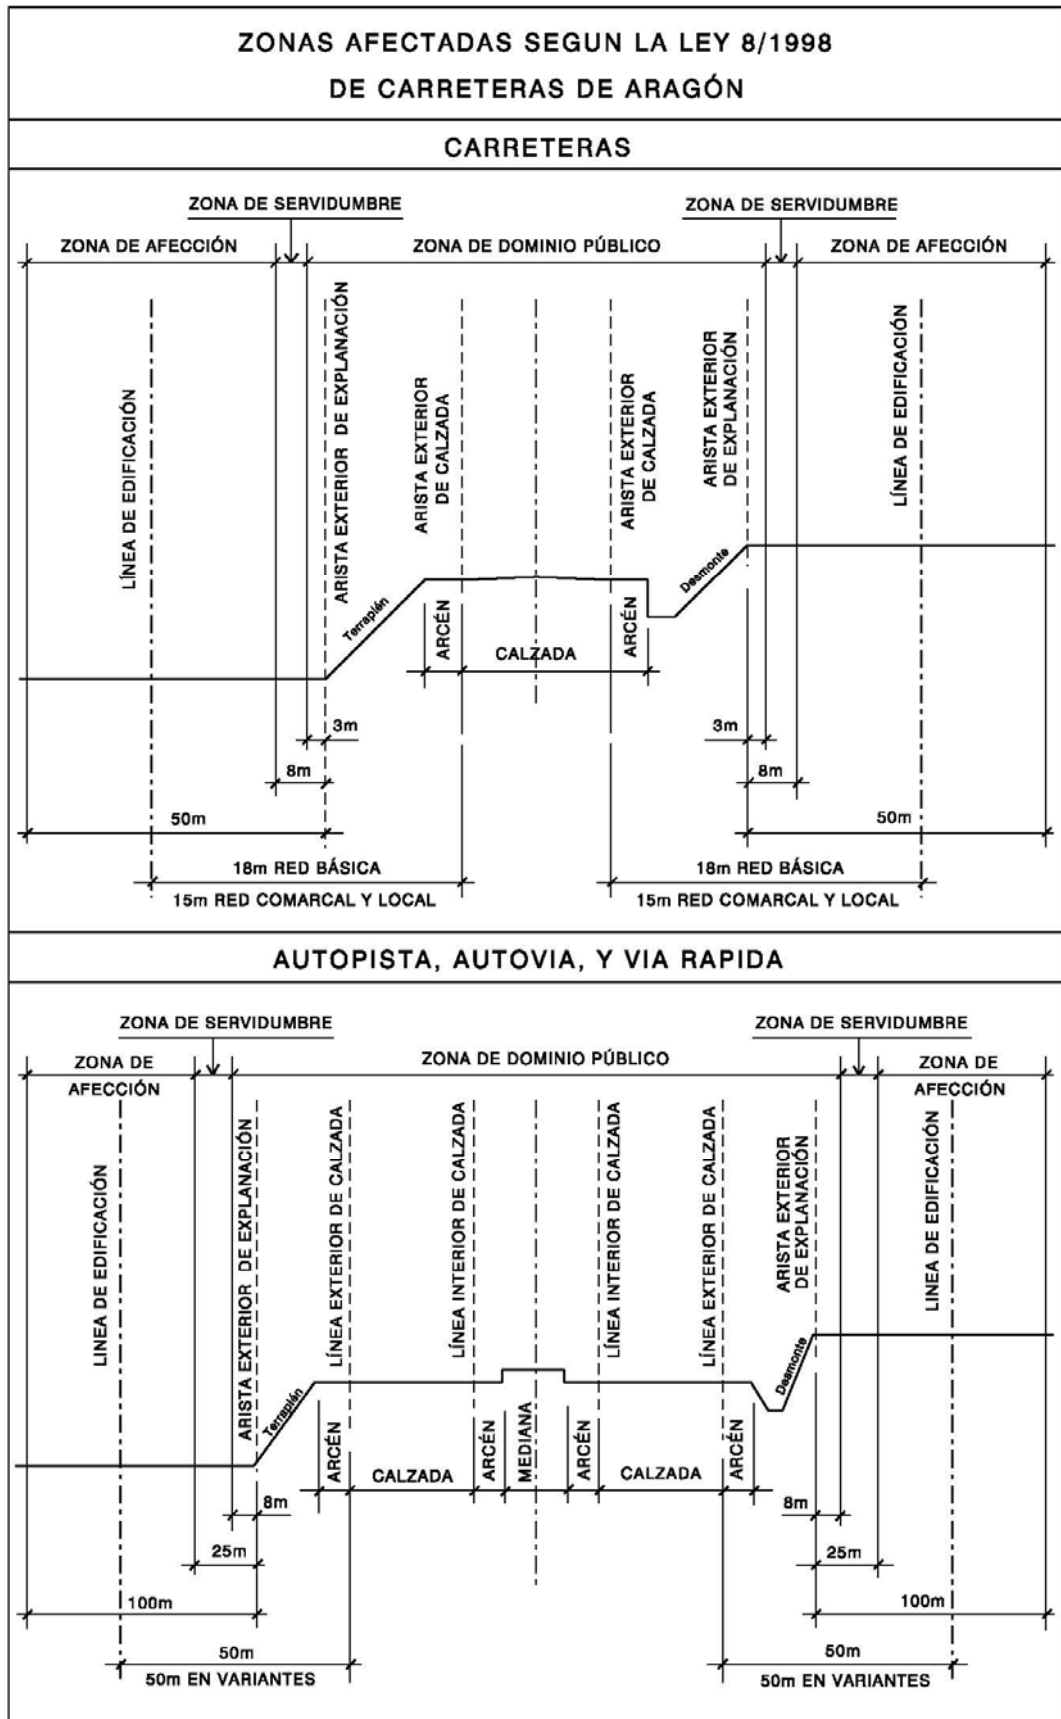 ZONAS AFECTADAS SEGUN LA LEY 8/1998
DE CARRETERAS DE ARAGÓN
CARRETERAS
ZONA DE SERVIDUMBRE
ZONA DE SERVIDUMBRE
ZONA DE AFECCIÓN
ZONA DE DOMINIO PÚBLICO
ZONA DE AFECCIÓN
LÍNEA DE EDIFICACIÓN
ARISTA EXTERIOR DE EXPLANACIÓN
ARISTA EXTERIOR
DE CALZADA
ARISTA EXTERIOR
DE CALZADA
ARISTA EXTERIOR
DE EXPLANACIÓN
LÍNEA DE EDIFICACIÓN
Terraplén
Desmonte
ARCÉN
CALZADA
ARCÉN
3m
3m
8m
8m
50m
50m
18m RED BÁSICA
18m RED BÁSICA
15m RED COMARCAL Y LOCAL
15m RED COMARCAL Y LOCAL
AUTOPISTA, AUTOVIA, Y VIA RAPIDA
ZONA DE SERVIDUMBRE
ZONA DE SERVIDUMBRE
ZONA DE
AFECCIÓN
ZONA DE DOMINIO PÚBLICO
ZONA DE
AFECCIÓN
LINEA DE EDIFICACIÓN
ARISTA EXTERIOR DE EXPLANACIÓN
LÍNEA EXTERIOR DE CALZADA
LÍNEA INTERIOR DE CALZADA
LÍNEA INTERIOR DE CALZADA
LÍNEA EXTERIOR DE CALZADA
ARISTA EXTERIOR
DE EXPLANACIÓN
LINEA DE EDIFICACIÓN
Terraplén
Desmonte
ARCÉN
CALZADA
ARCÉN
MEDIANA
ARCÉN
CALZADA
ARCÉN
8m
8m
25m
25m
100m
100m
50m
50m
50m EN VARIANTES
50m EN VARIANTES